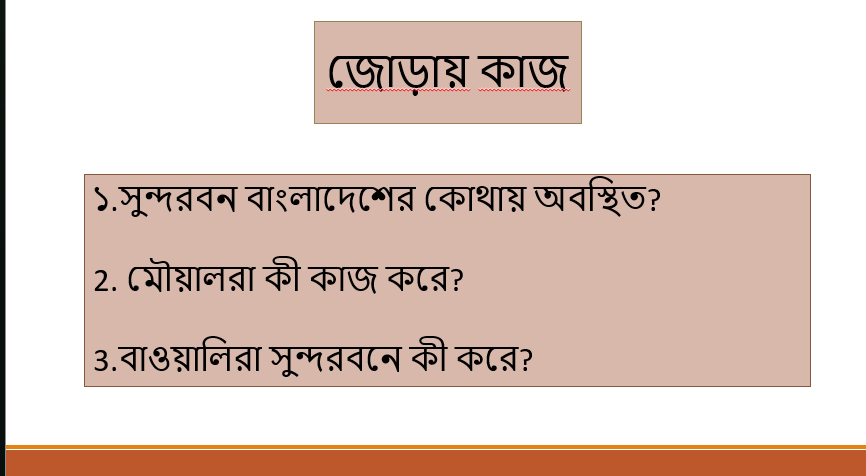 জোড়ায় কাজ
১.সুন্দরবন বাংলাদেশের কোথায় অবস্থিত?
2. মৌয়ালরা কী কাজ করে?
3.বাওয়ালিরা সুন্দরবনে কী করে?